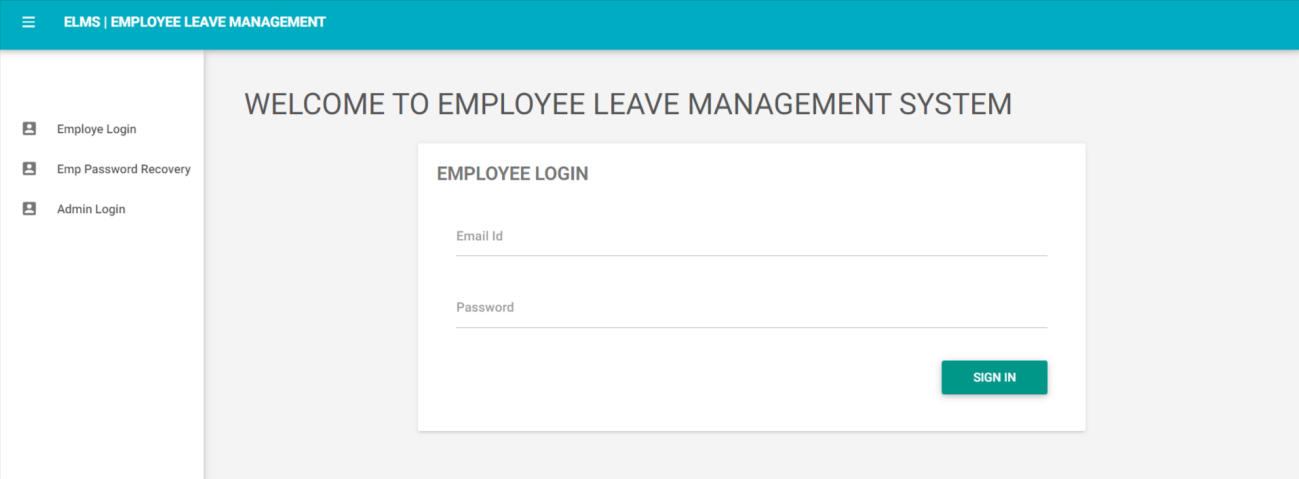 ELMS | EMPLOYEE LEAVE MANAGEMENT
Employe Login
Emp Password Recovery
Admin Login
WELCOME TO EMPLOYEE LEAVE MANAGEMENT SYSTEM
EMPLOYEE LOGIN
Email Id
Password
SIGN IN